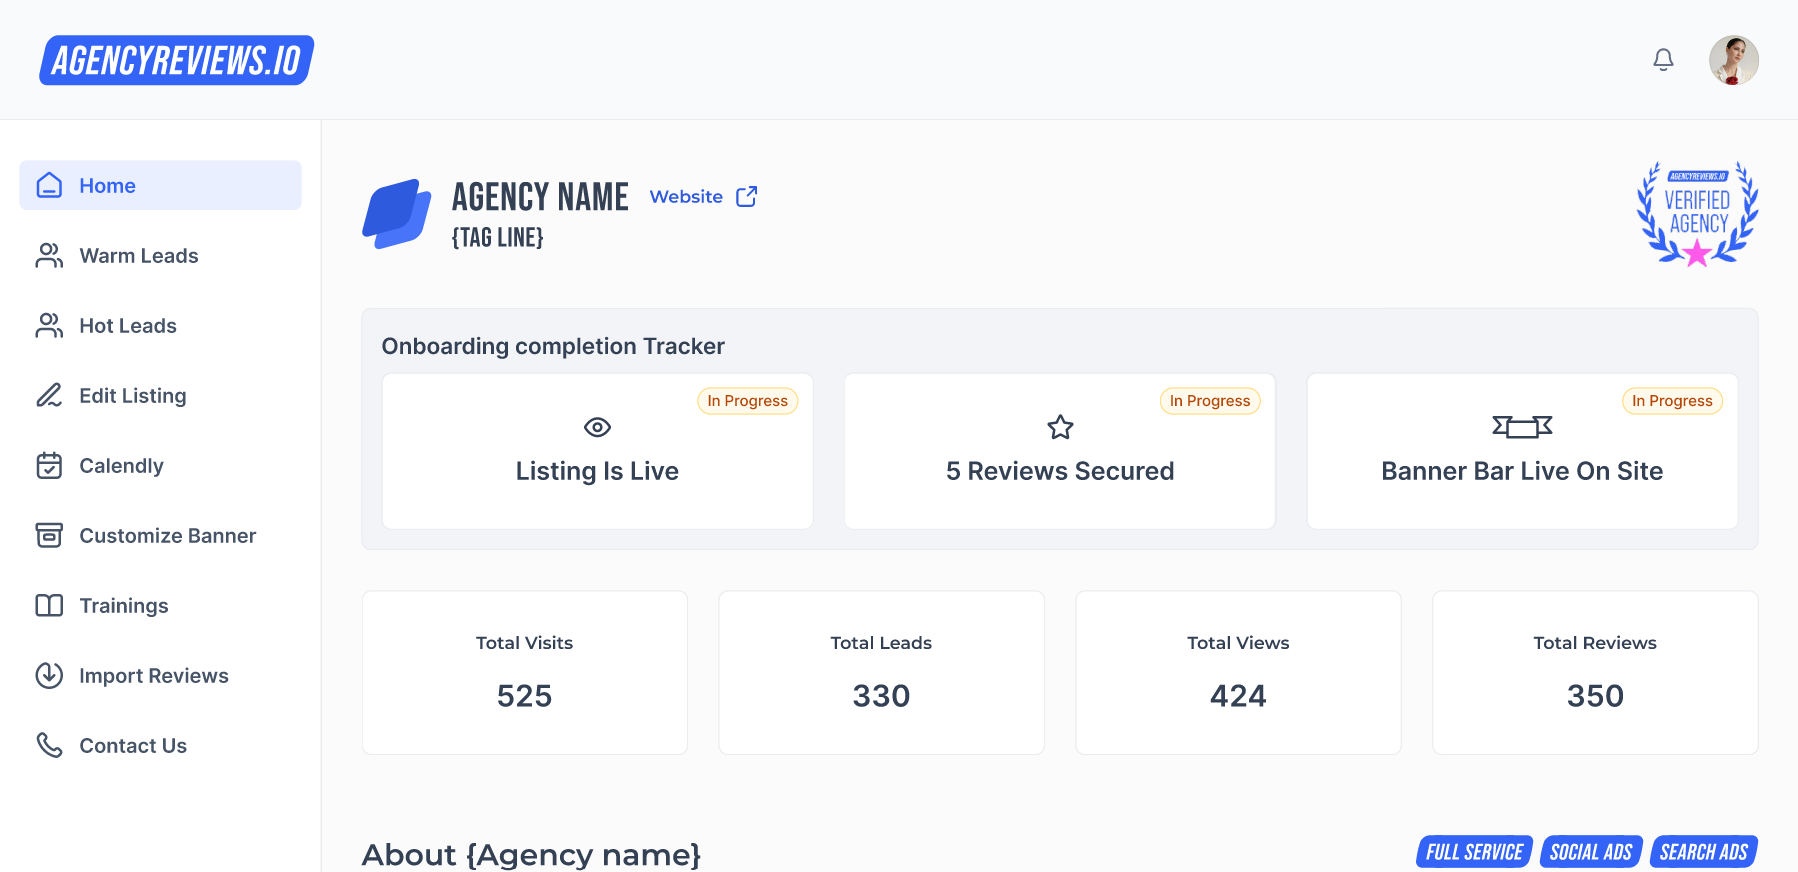 AGENCYREVIEWS.IO
Home
Warm Leads
Hot Leads
Edit Listing
Calendly
Customize Banner
Trainings
Import Reviews
Contact Us
AGENCY NAME
Website
{TAG LINE}
AGENCYREVIEWS.IO
VERIFIED
AGENCY
Onboarding completion Tracker
In Progress
Listing Is Live
In Progress
5 Reviews Secured
In Progress
Banner Bar Live On Site
Total Visits
525
Total Leads
330
Total Views
424
Total Reviews
350
About {Agency name}
FULL SERVICE
SOCIAL ADS
SEARCH ADS